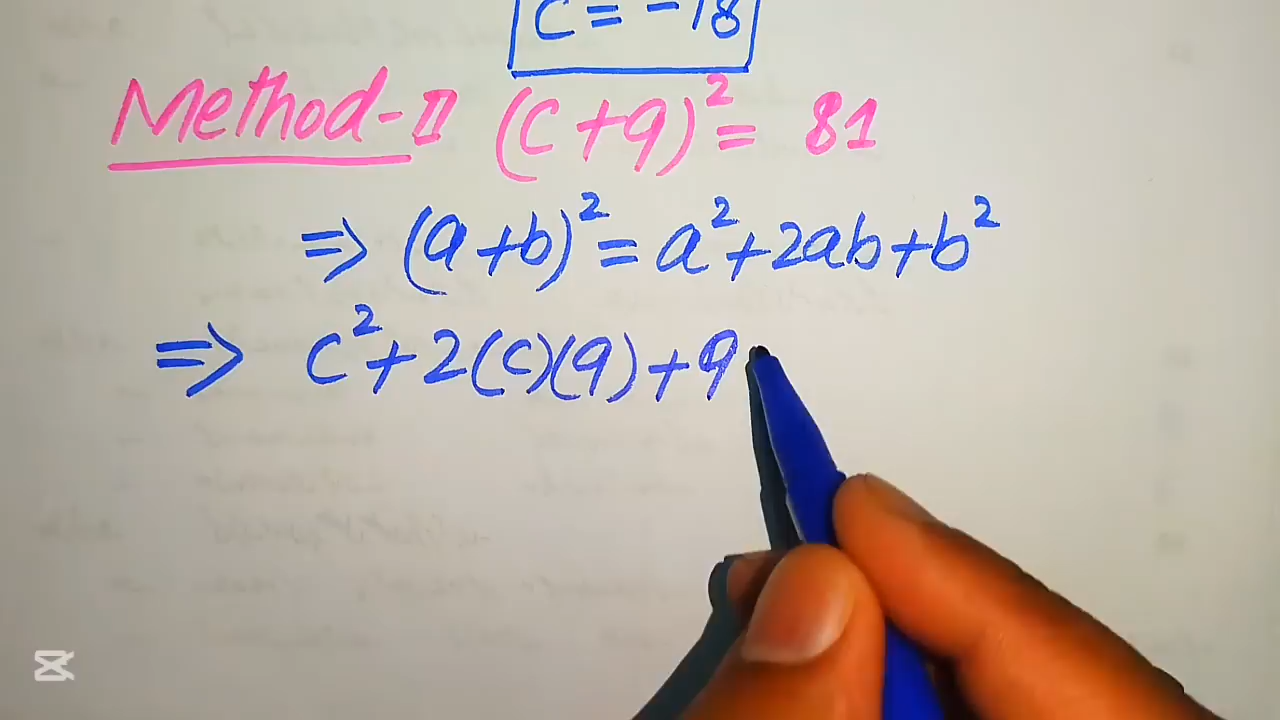 C = -18
Method-II (C+9)² = 81
⇒ (a+b)² = a²+2ab+b²
⇒ C²+2(C)(9)+9